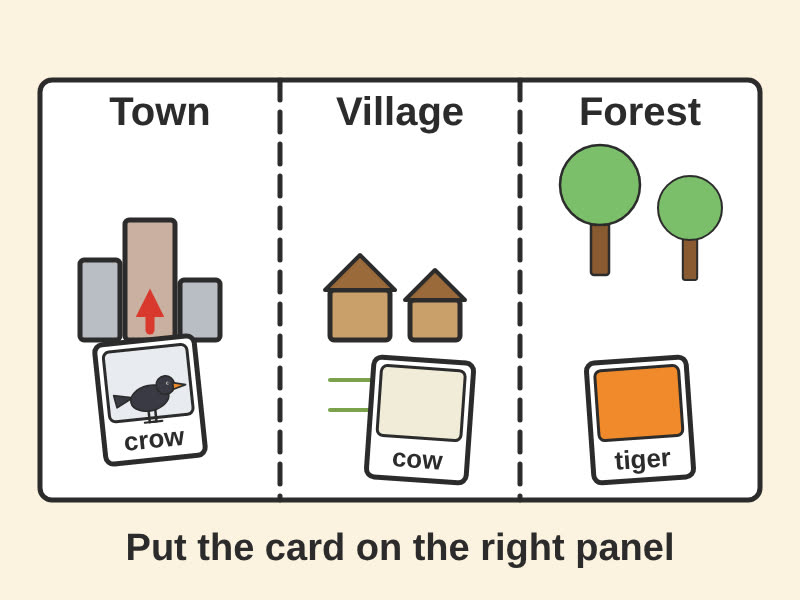 Town
Village
Forest
crow
cow
tiger
Put the card on the right panel